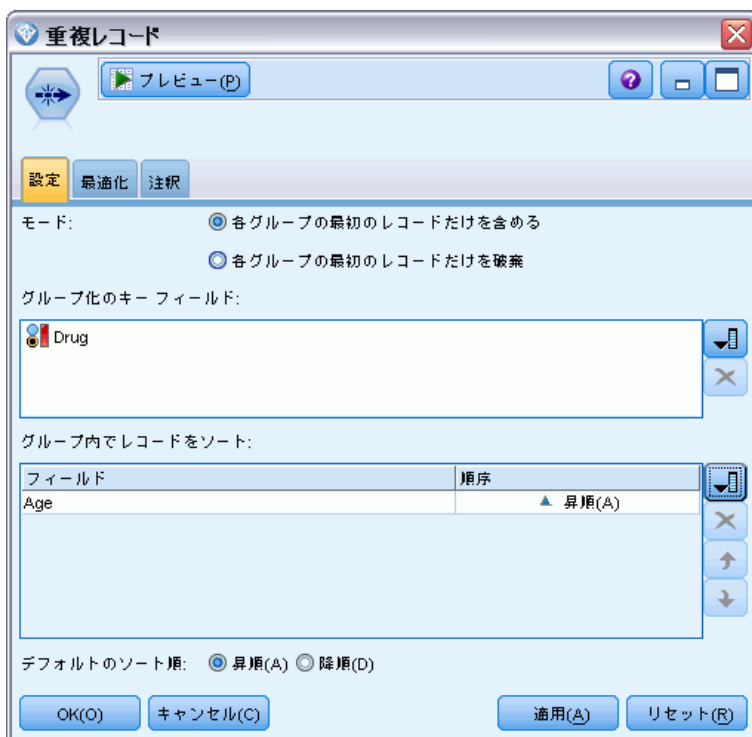 重複レコード
プレビュー(P)
設定 最適化 注釈
モード: 各グループの最初のレコードだけを含める
各グループの最初のレコードだけを破棄
グループ化のキー フィールド:
Drug
グループ内でレコードをソート:
フィールド 順序
Age 昇順(A)
デフォルトのソート順: 昇順(A) 降順(D)
OK(O) キャンセル(C) 適用(A) リセット(R)